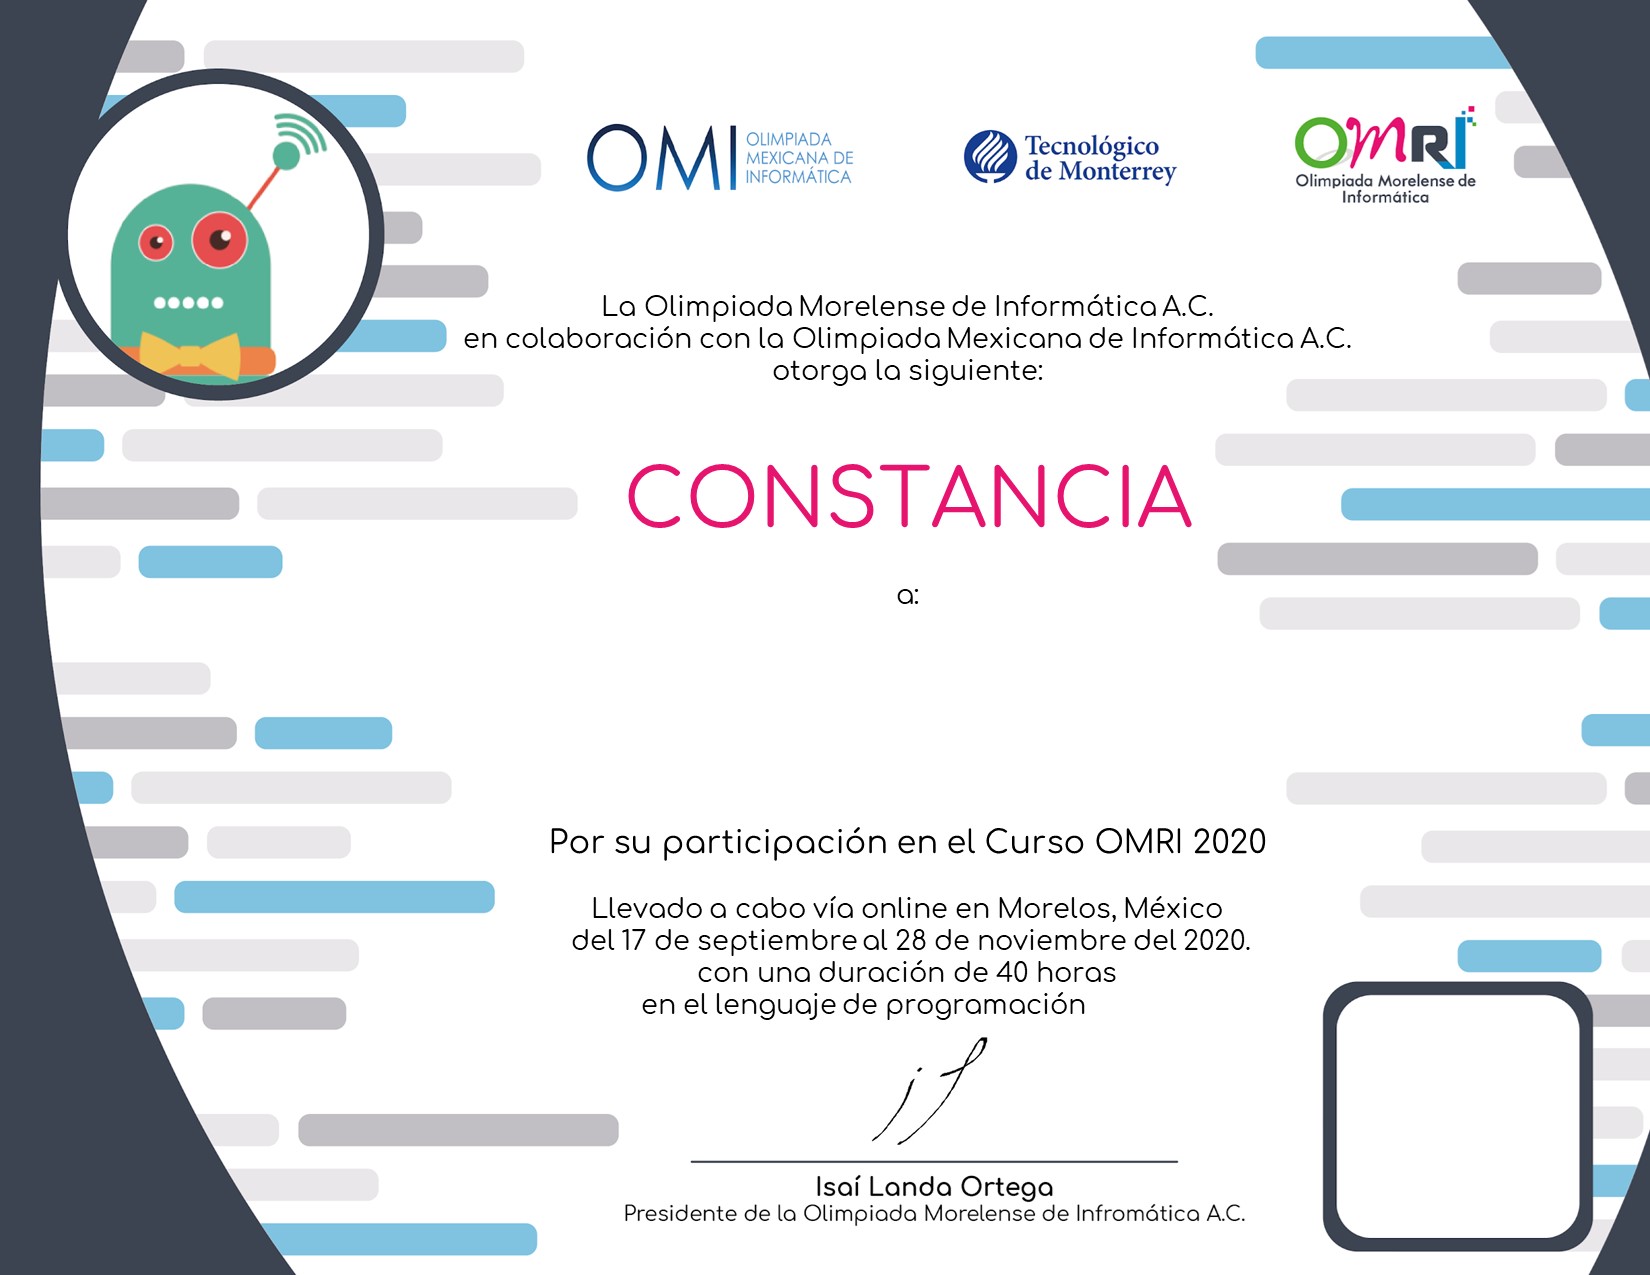 OMI OLIMPIADA
MEXICANA DE
INFORMÁTICA
Tecnológico
de Monterrey
OMRI
Olimpiada Morelense de
Informática
La Olimpiada Morelense de Informática A.C.
en colaboración con la Olimpiada Mexicana de Informática A.C.
otorga la siguiente:
CONSTANCIA
a:
Por su participación en el Curso OMRI 2020
Llevado a cabo vía online en Morelos, México
del 17 de septiembre al 28 de noviembre del 2020.
con una duración de 40 horas
en el lenguaje de programación
Isaí Landa Ortega
Presidente de la Olimpiada Morelense de Infromática A.C.